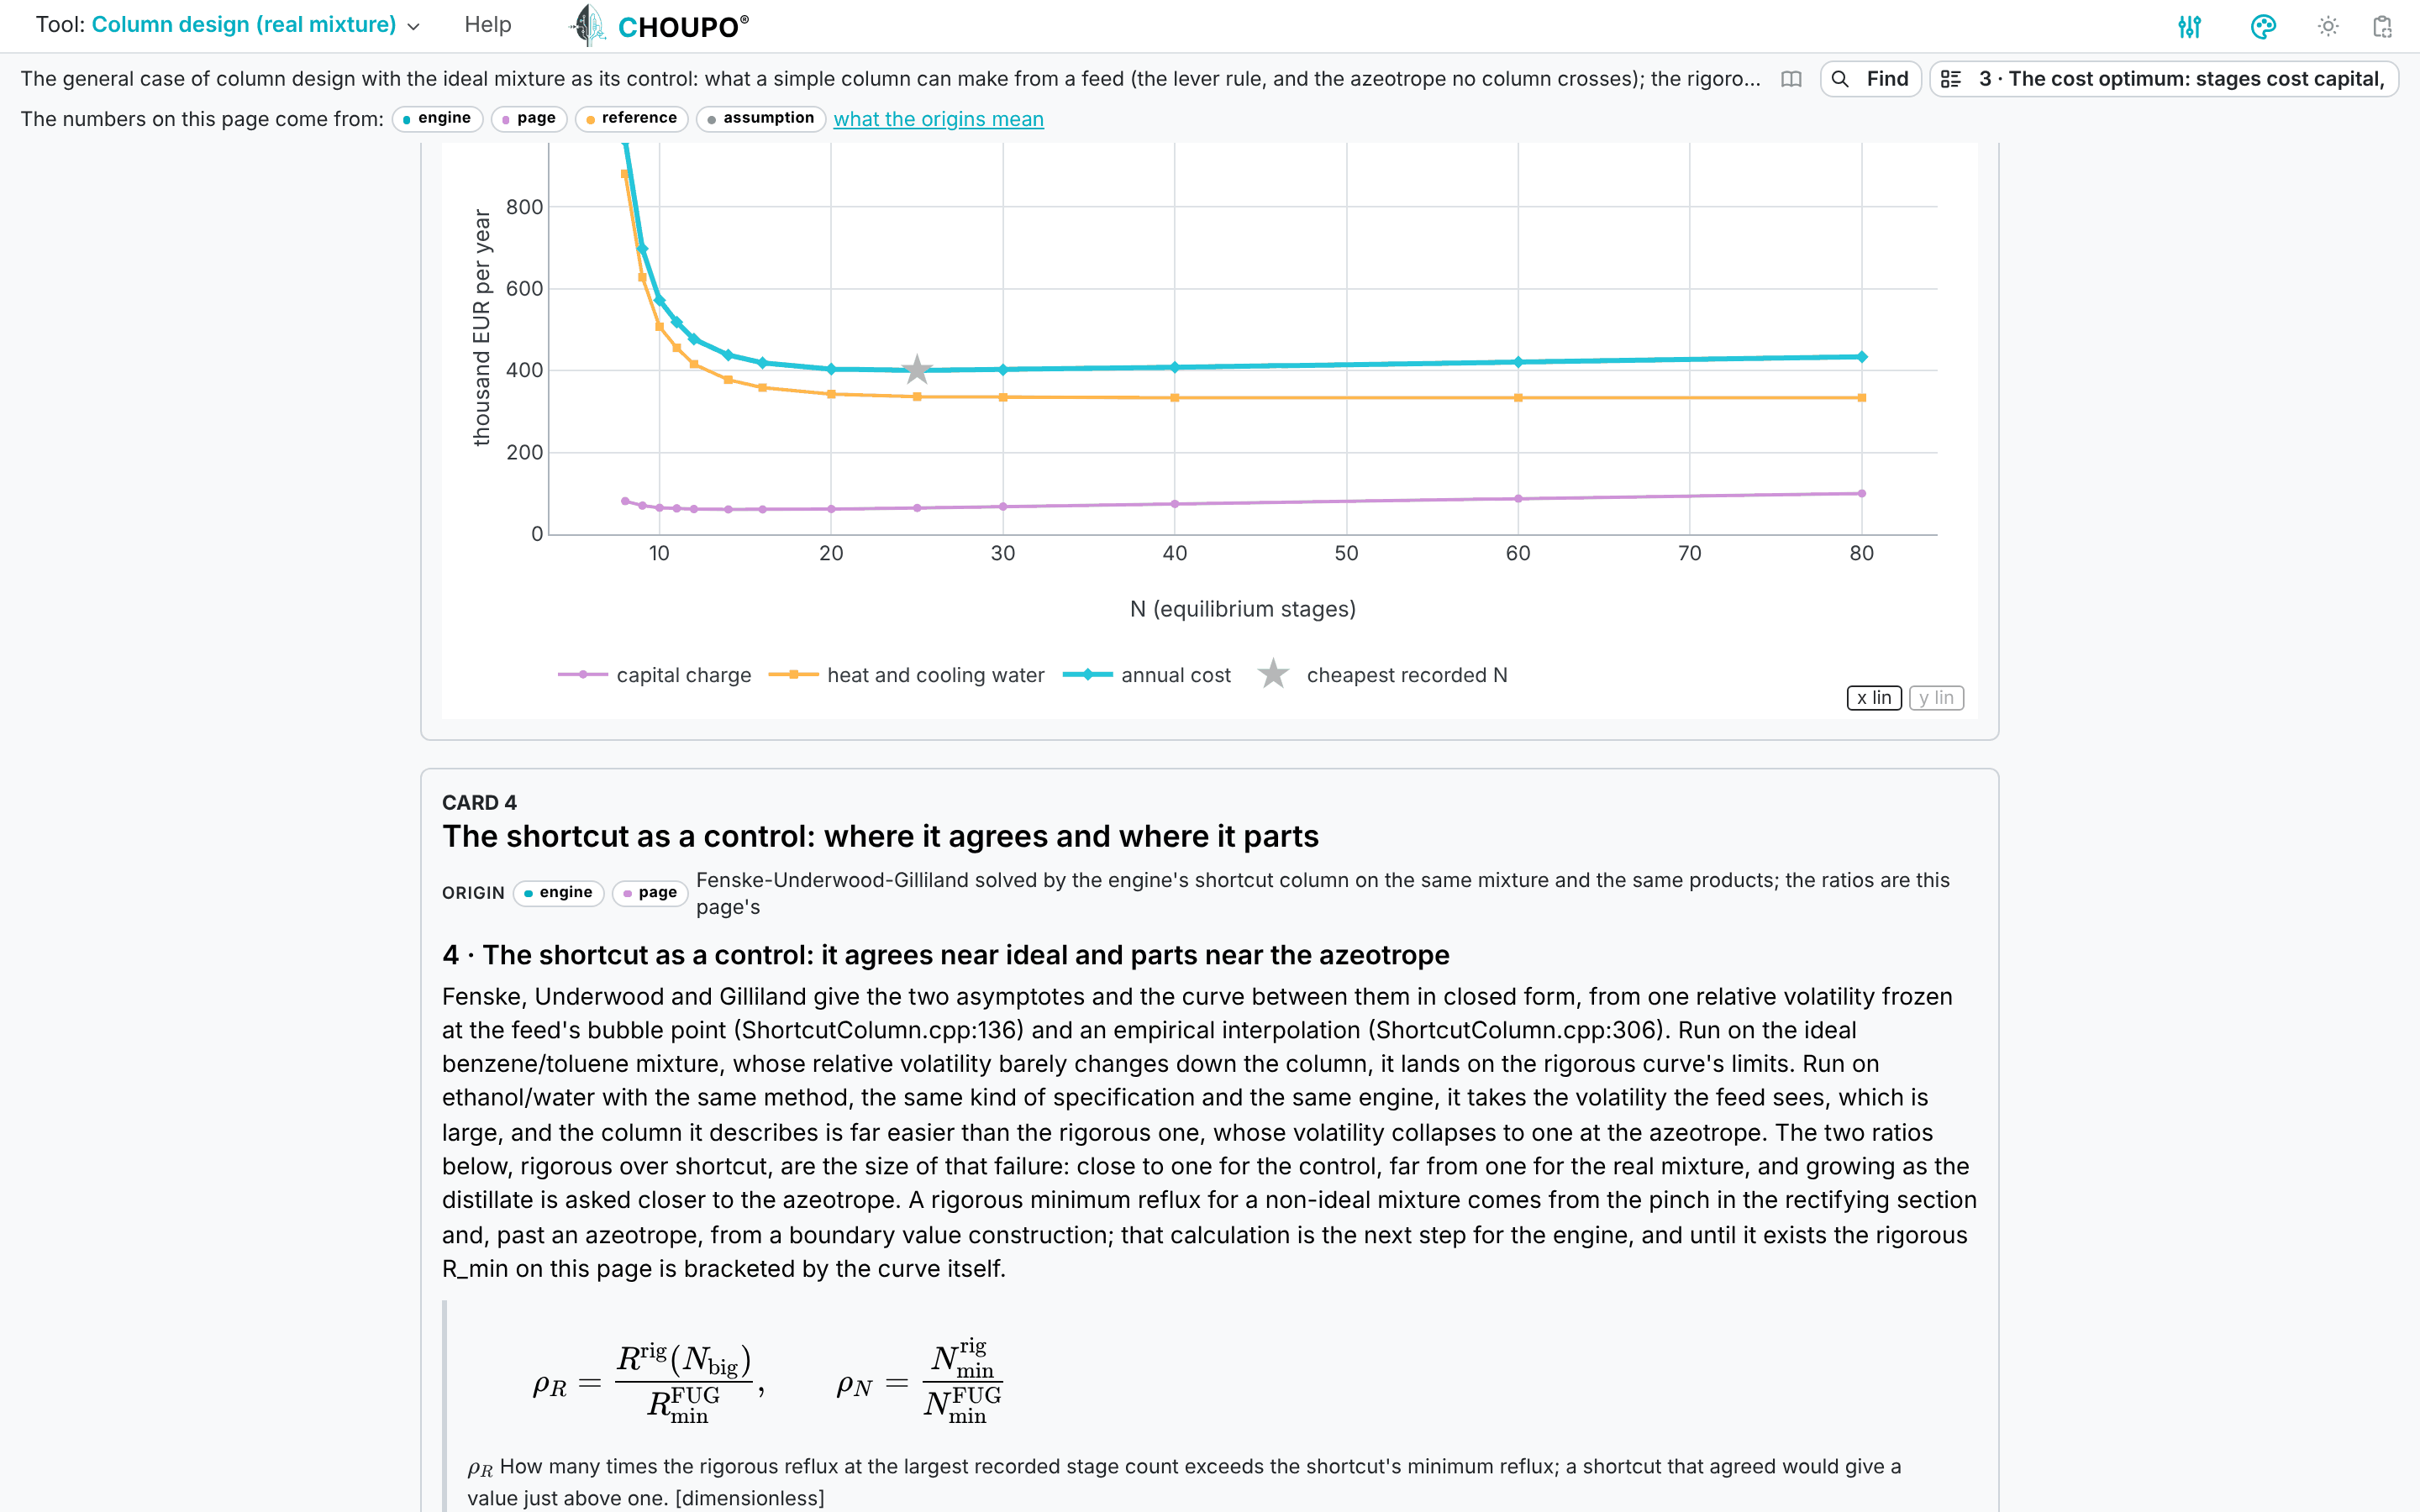 Tool: Column design (real mixture) Help CHOUPO®
The general case of column design with the ideal mixture as its control: what a simple column can make from a feed (the lever rule, and the azeotrope no column crosses); the rigoro... Find 3 · The cost optimum: stages cost capital,
The numbers on this page come from: engine page reference assumption what the origins mean
thousand EUR per year
800
600
400
200
0
10 20 30 40 50 60 70 80
N (equilibrium stages)
capital charge heat and cooling water annual cost cheapest recorded N
x lin y lin
CARD 4
The shortcut as a control: where it agrees and where it parts
ORIGIN engine page Fenske-Underwood-Gilliland solved by the engine's shortcut column on the same mixture and the same products; the ratios are this
page's
4 · The shortcut as a control: it agrees near ideal and parts near the azeotrope
Fenske, Underwood and Gilliland give the two asymptotes and the curve between them in closed form, from one relative volatility frozen
at the feed's bubble point (ShortcutColumn.cpp:136) and an empirical interpolation (ShortcutColumn.cpp:306). Run on the ideal
benzene/toluene mixture, whose relative volatility barely changes down the column, it lands on the rigorous curve's limits. Run on
ethanol/water with the same method, the same kind of specification and the same engine, it takes the volatility the feed sees, which is
large, and the column it describes is far easier than the rigorous one, whose volatility collapses to one at the azeotrope. The two ratios
below, rigorous over shortcut, are the size of that failure: close to one for the control, far from one for the real mixture, and growing as the
distillate is asked closer to the azeotrope. A rigorous minimum reflux for a non-ideal mixture comes from the pinch in the rectifying section
and, past an azeotrope, from a boundary value construction; that calculation is the next step for the engine, and until it exists the rigorous
R_min on this page is bracketed by the curve itself.
ρ_R = R^rig(N_big) / R_min^FUG, ρ_N = N_min^rig / N_min^FUG
ρ_R How many times the rigorous reflux at the largest recorded stage count exceeds the shortcut's minimum reflux; a shortcut that agreed would give a
value just above one. [dimensionless]